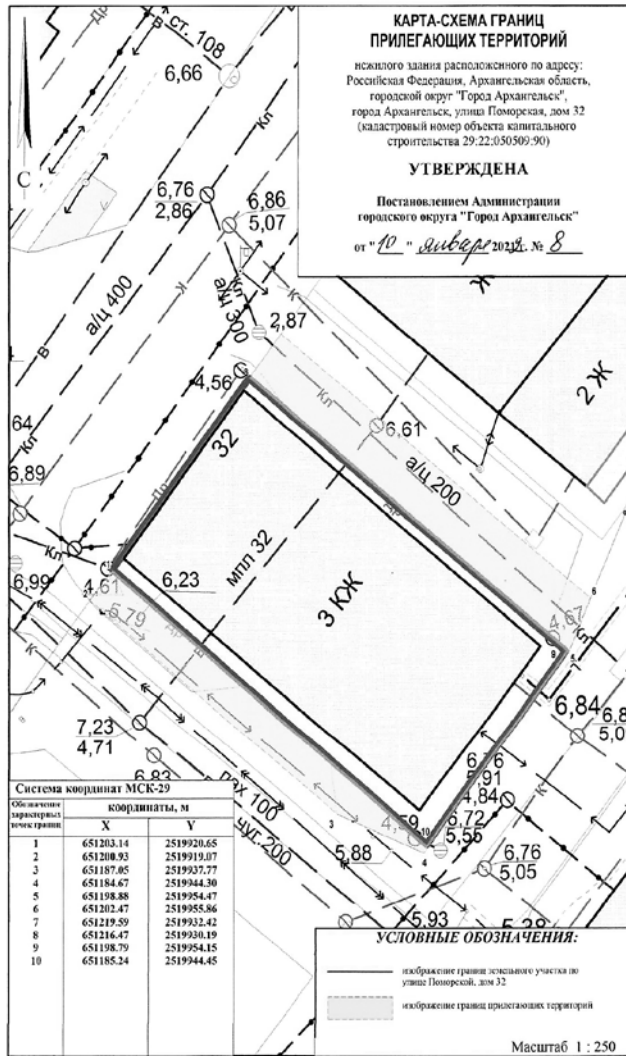 КАРТА-СХЕМА ГРАНИЦ
ПРИЛЕГАЮЩИХ ТЕРРИТОРИЙ
нежилого здания расположенного по адресу:
Российская Федерация, Архангельская область,
городской округ "Город Архангельск",
город Архангельск, улица Поморская, дом 32
(кадастровый номер объекта капитального
строительства 29:22:050509:90)
УТВЕРЖДЕНА
Постановлением Администрации
городского округа "Город Архангельск"
от "10" января г. № 8
ст. 108
6,66
Кл
С
6,76
2,86
6,86
5,07
а/ц 400
а/ц 300
2,87
Ж
2 Ж
4,56
32
Кл
6,61
а/ц 200
Др
64
6,89
Кл
6,99
4,61
6,23
мпл 32
3 КЖ
5,79
4,67
Кл
6,84
7,23
4,71
6,83
5,91
4,84
6,72
5,55
5,88
чуг.200
6,76
5,05
5,93
Система координат МСК-29
Обозначение характерных точек границ
координаты, м
X Y
1 651203.14 2519920.65
2 651200.93 2519919.07
3 651187.05 2519937.77
4 651184.67 2519944.30
5 651198.88 2519954.47
6 651202.47 2519955.86
7 651219.59 2519932.42
8 651216.47 2519930.19
9 651198.79 2519954.15
10 651185.24 2519944.45
УСЛОВНЫЕ ОБОЗНАЧЕНИЯ:
изображение границ земельного участка по
улице Поморской, дом 32
изображение границ прилегающих территорий
Масштаб 1 : 250